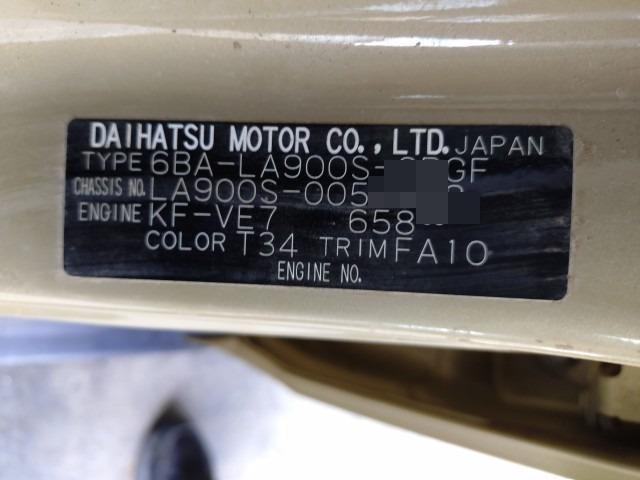 DAIHATSU MOTOR CO., LTD. JAPAN
TYPE 6BA-LA900S-
CHASSIS NO. LA900S-005
ENGINE KF-VE7 658
COLOR T34 TRIM FA10
ENGINE NO.